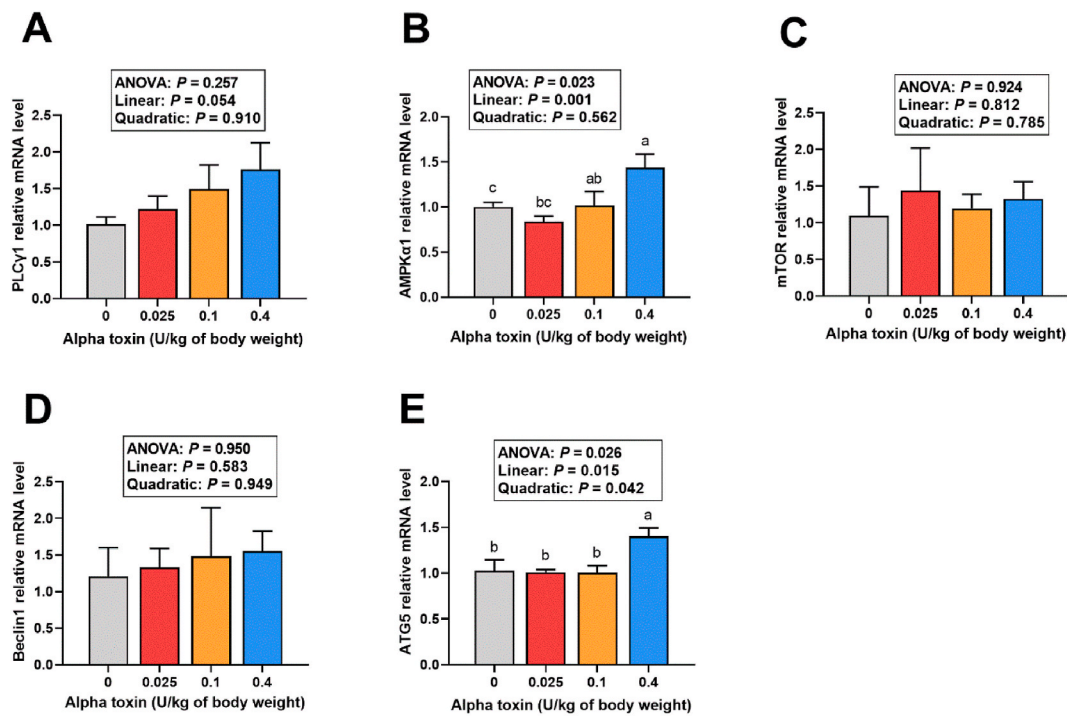 A
ANOVA: P = 0.257
Linear: P = 0.054
Quadratic: P = 0.910
PLCγ1 relative mRNA level
2.5
2.0
1.5
1.0
0.5
0.0
0 0.025 0.1 0.4
Alpha toxin (U/kg of body weight)
B
ANOVA: P = 0.023
Linear: P = 0.001
Quadratic: P = 0.562
AMPKα1 relative mRNA level
2.0
1.5
1.0
0.5
0.0
c bc ab a
0 0.025 0.1 0.4
Alpha toxin (U/kg of body weight)
C
ANOVA: P = 0.924
Linear: P = 0.812
Quadratic: P = 0.785
mTOR relative mRNA level
2.5
2.0
1.5
1.0
0.5
0.0
0 0.025 0.1 0.4
Alpha toxin (U/kg of body weight)
D
ANOVA: P = 0.950
Linear: P = 0.583
Quadratic: P = 0.949
Beclin1 relative mRNA level
2.5
2.0
1.5
1.0
0.5
0.0
0 0.025 0.1 0.4
Alpha toxin (U/kg of body weight)
E
ANOVA: P = 0.026
Linear: P = 0.015
Quadratic: P = 0.042
ATG5 relative mRNA level
2.0
1.5
1.0
0.5
0.0
b b b a
0 0.025 0.1 0.4
Alpha toxin (U/kg of body weight)